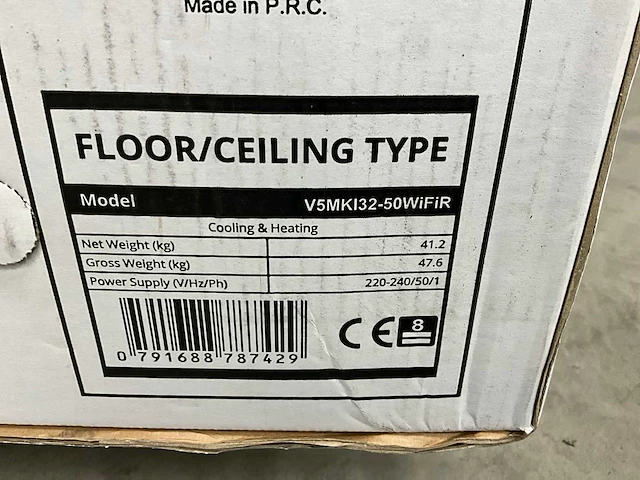 Made in P.R.C.
FLOOR/CEILING TYPE
Model V5MKI32-50WiFiR
Cooling & Heating
Net Weight (kg) 41.2
Gross Weight (kg) 47.6
Power Supply (V/Hz/Ph) 220-240/50/1
CE 8
0 791688 787429